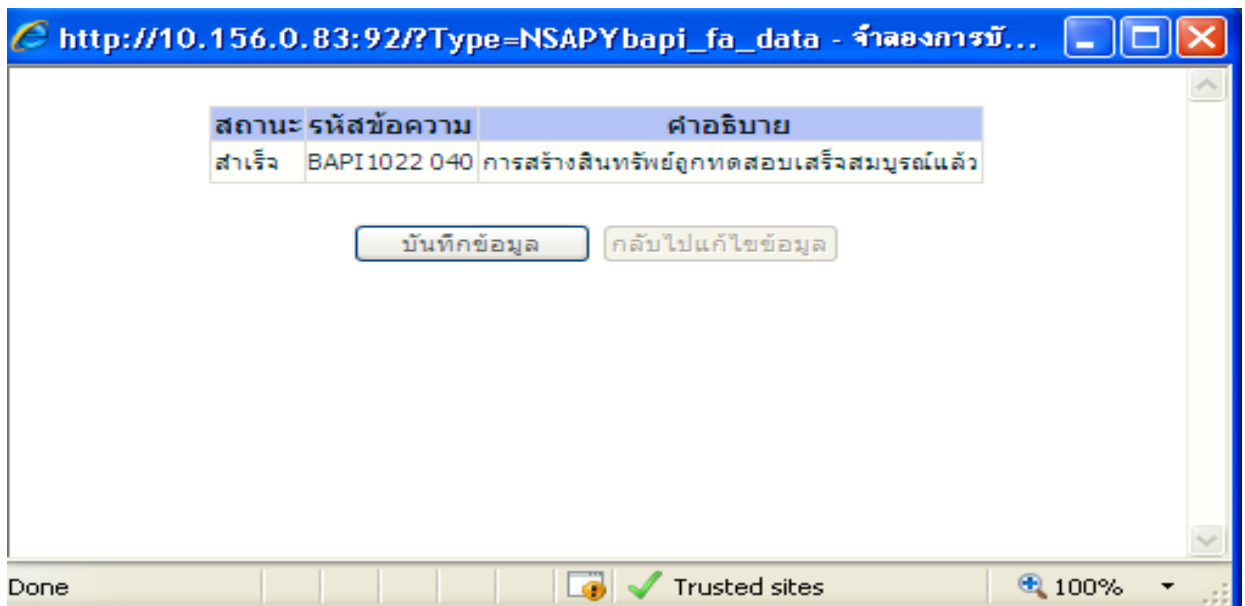 http://10.156.0.83:92/?Type=NSAPYbapi_fa_data - จำลองการบั...
สถานะ รหัสข้อความ คำอธิบาย
สำเร็จ BAPI1022 040 การสร้างสินทรัพย์ถูกทดสอบเสร็จสมบูรณ์แล้ว
บันทึกข้อมูล กลับไปแก้ไขข้อมูล
Done Trusted sites 100%